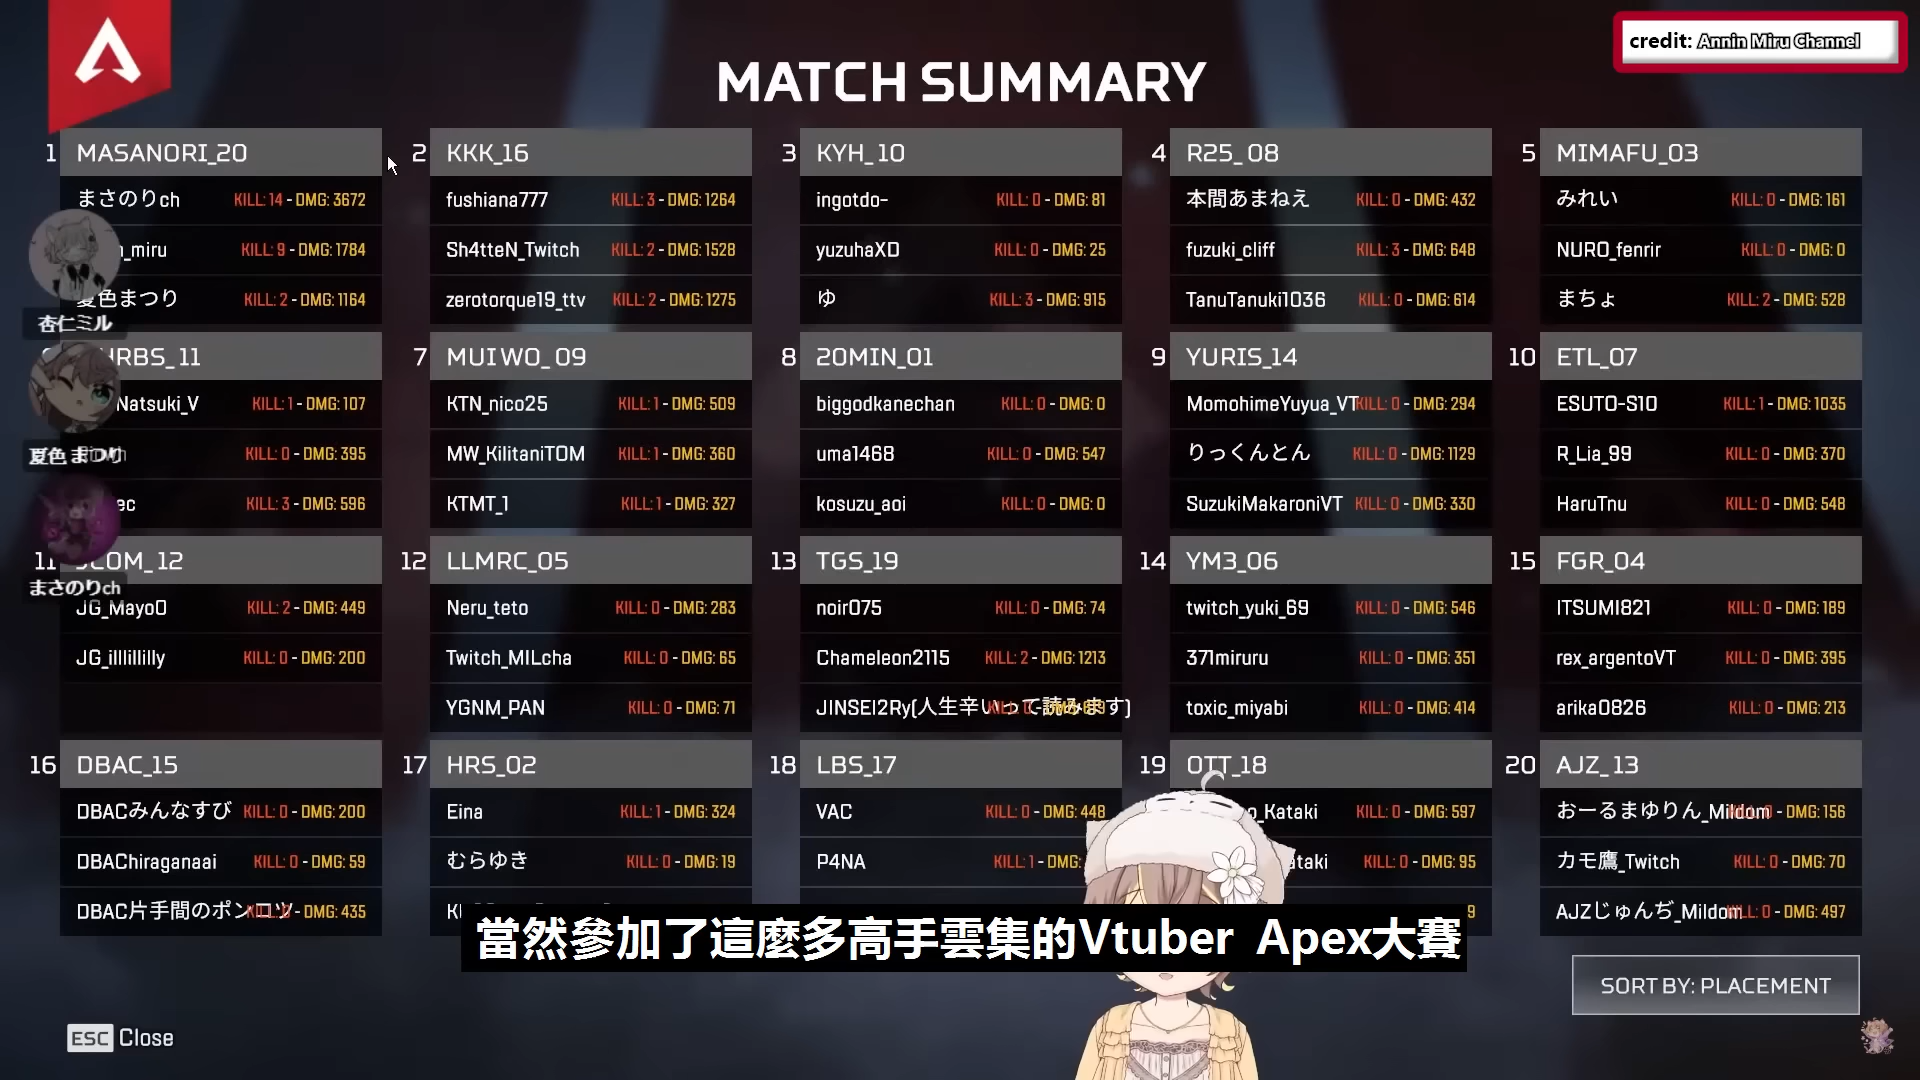 credit: Annin Miru Channel
MATCH SUMMARY
1 MASANORI_20
まさのりch KILL: 14 - DMG: 3672
_miru KILL: 9 - DMG: 1784
夏色まつり KILL: 2 - DMG: 1164
2 KKK_16
fushiana777 KILL: 3 - DMG: 1264
Sh4tteN_Twitch KILL: 2 - DMG: 1528
zerotorque19_ttv KILL: 2 - DMG: 1275
3 KYH_10
ingotdo- KILL: 0 - DMG: 81
yuzuhaXD KILL: 0 - DMG: 25
ゆ KILL: 3 - DMG: 915
4 R25_08
本間あまねえ KILL: 0 - DMG: 432
fuzuki_cliff KILL: 3 - DMG: 648
TanuTanuki1036 KILL: 0 - DMG: 614
5 MIMAFU_03
みれい KILL: 0 - DMG: 161
NURO_fenrir KILL: 0 - DMG: 0
まちょ KILL: 2 - DMG: 528
杏仁ミル
RBS_11
Natsuki_V KILL: 1 - DMG: 107
夏色まつり KILL: 0 - DMG: 395
ec KILL: 3 - DMG: 596
7 MUIWO_09
KTN_nico25 KILL: 1 - DMG: 509
MW_KilitaniTOM KILL: 1 - DMG: 360
KTMT_1 KILL: 1 - DMG: 327
8 20MIN_01
biggodkanechan KILL: 0 - DMG: 0
uma1468 KILL: 0 - DMG: 547
kosuzu_aoi KILL: 0 - DMG: 0
9 YURIS_14
MomohimeYuyua_VT KILL: 0 - DMG: 294
りっくんとん KILL: 0 - DMG: 1129
SuzukiMakaroniVT KILL: 0 - DMG: 330
10 ETL_07
ESUTO-S10 KILL: 1 - DMG: 1035
R_Lia_99 KILL: 0 - DMG: 370
HaruTnu KILL: 0 - DMG: 548
11 COM_12
まさのりch
JG_Mayo0 KILL: 2 - DMG: 449
JG_illlillilly KILL: 0 - DMG: 200
12 LLMRC_05
Neru_teto KILL: 0 - DMG: 283
Twitch_MILcha KILL: 0 - DMG: 65
YGNM_PAN KILL: 0 - DMG: 71
13 TGS_19
noir075 KILL: 0 - DMG: 74
Chameleon2115 KILL: 2 - DMG: 1213
JINSEI2Ry(人生辛いって読みます) KILL: 0
14 YM3_06
twitch_yuki_69 KILL: 0 - DMG: 546
371miruru KILL: 0 - DMG: 351
toxic_miyabi KILL: 0 - DMG: 414
15 FGR_04
ITSUMI821 KILL: 0 - DMG: 189
rex_argentoVT KILL: 0 - DMG: 395
arika0826 KILL: 0 - DMG: 213
16 DBAC_15
DBACみんなすび KILL: 0 - DMG: 200
DBAChiraganaai KILL: 0 - DMG: 59
DBAC片手間のポンコツ KILL: 0 - DMG: 435
17 HRS_02
Eina KILL: 1 - DMG: 324
むらゆき KILL: 0 - DMG: 19
18 LBS_17
VAC KILL: 0 - DMG: 448
P4NA KILL: 1 - DMG:
19 OTT_18
_Kataki KILL: 0 - DMG: 597
ataki KILL: 0 - DMG: 95
9
20 AJZ_13
おーるまゆりん_Mildom KILL: 0 - DMG: 156
カモ鷹_Twitch KILL: 0 - DMG: 70
AJZじゅんぢ_Mildom KILL: 0 - DMG: 497
當然參加了這麼多高手雲集的Vtuber Apex大賽
SORT BY: PLACEMENT
ESC Close